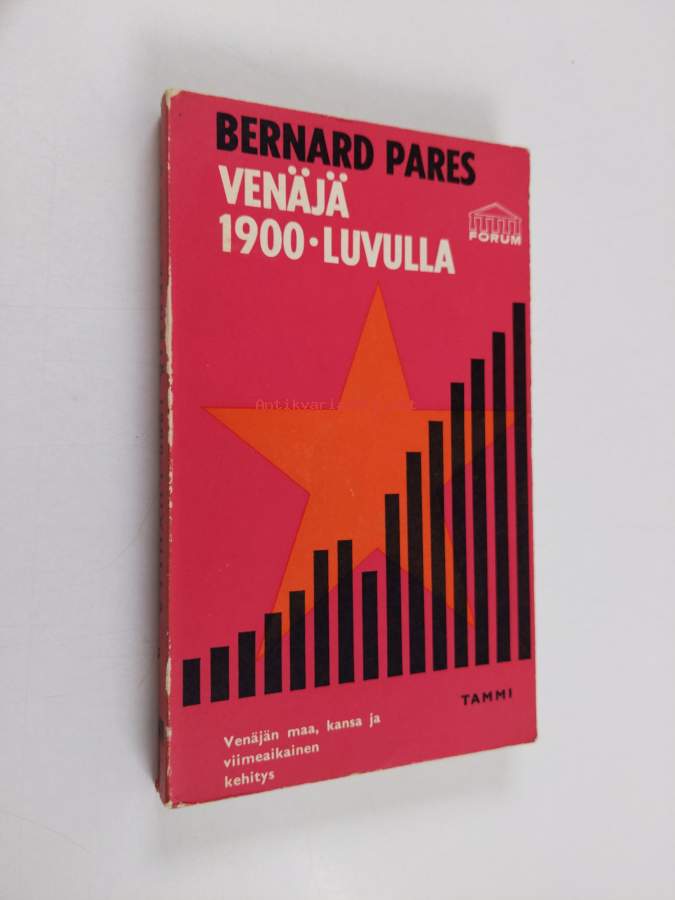 BERNARD PARES
VENÄJÄ
1900-LUVULLA
FORUM
TAMMI
Venäjän maa, kansa ja
viimeaikainen
kehitys